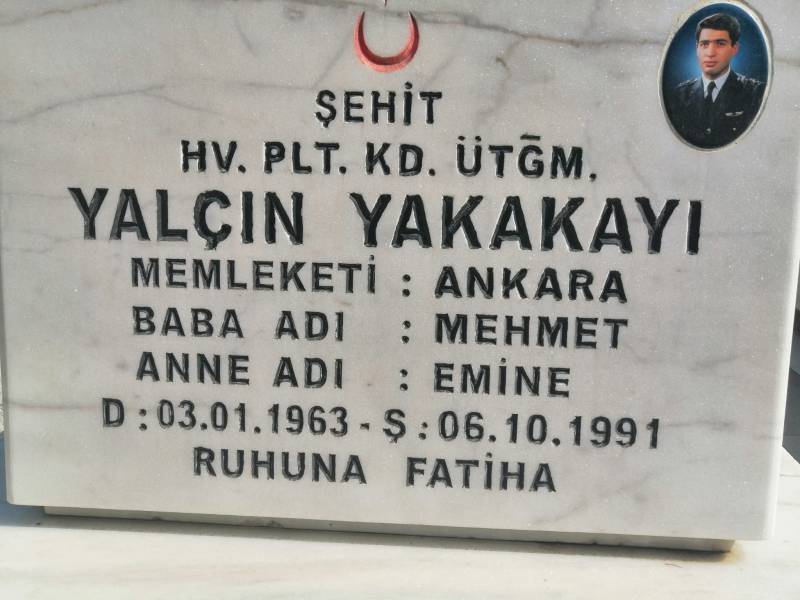 ŞEHİT
HV. PLT. KD. ÜTĞM.
YALÇIN YAKAKAYI
MEMLEKETİ : ANKARA
BABA ADI : MEHMET
ANNE ADI : EMİNE
D : 03.01.1963 - Ş : 06.10.1991
RUHUNA FATİHA